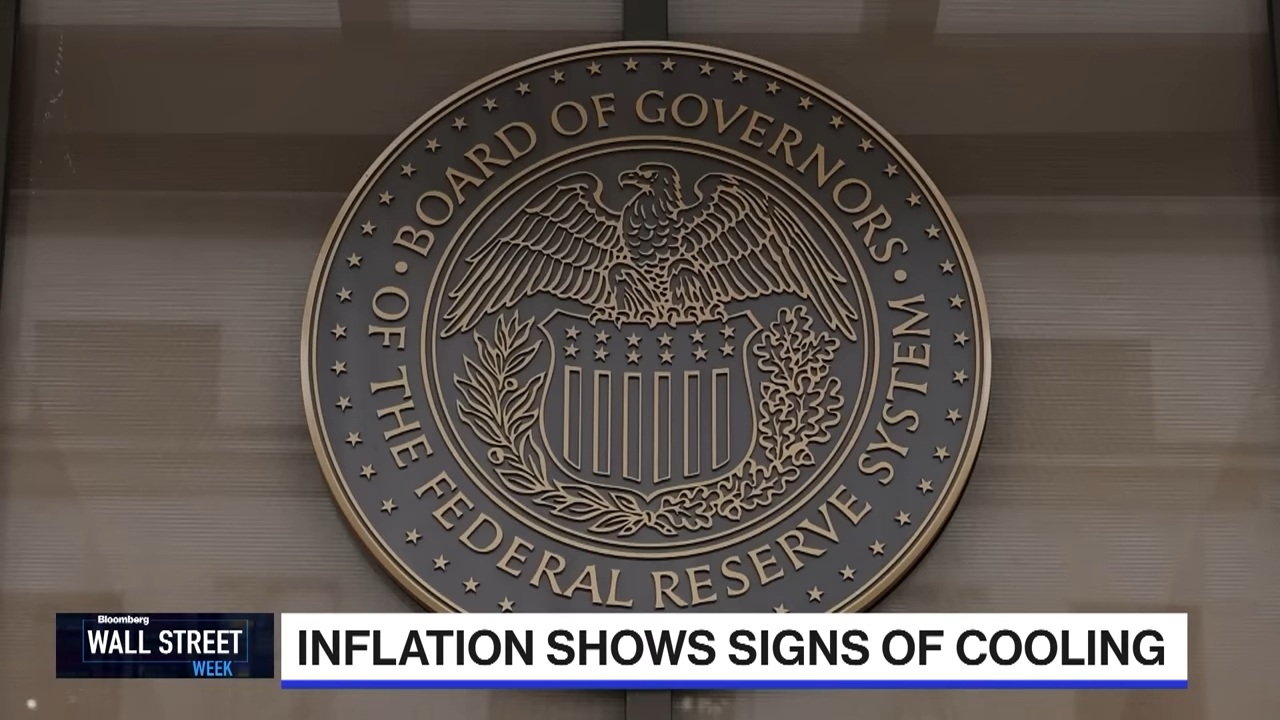 BOARD OF GOVERNORS
• OF THE FEDERAL RESERVE SYSTEM •
Bloomberg
WALL STREET
WEEK
INFLATION SHOWS SIGNS OF COOLING